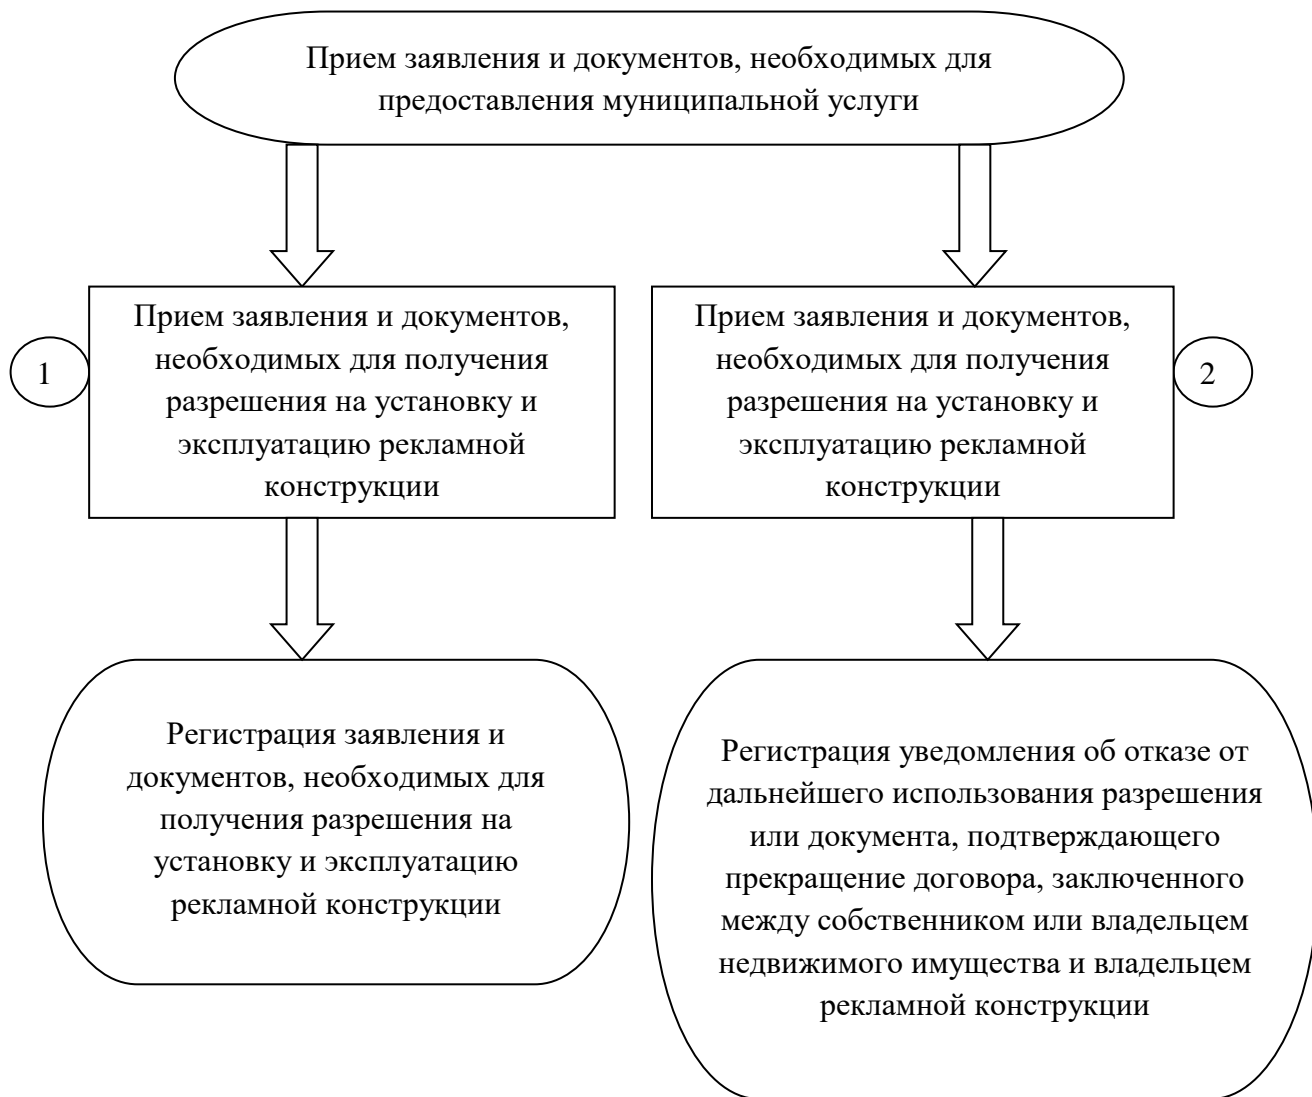 Прием заявления и документов, необходимых для
предоставления муниципальной услуги
1
Прием заявления и документов,
необходимых для получения
разрешения на установку и
эксплуатацию рекламной
конструкции
Прием заявления и документов,
необходимых для получения
разрешения на установку и
эксплуатацию рекламной
конструкции
2
Регистрация заявления и
документов, необходимых для
получения разрешения на
установку и эксплуатацию
рекламной конструкции
Регистрация уведомления об отказе от
дальнейшего использования разрешения
или документа, подтверждающего
прекращение договора, заключенного
между собственником или владельцем
недвижимого имущества и владельцем
рекламной конструкции